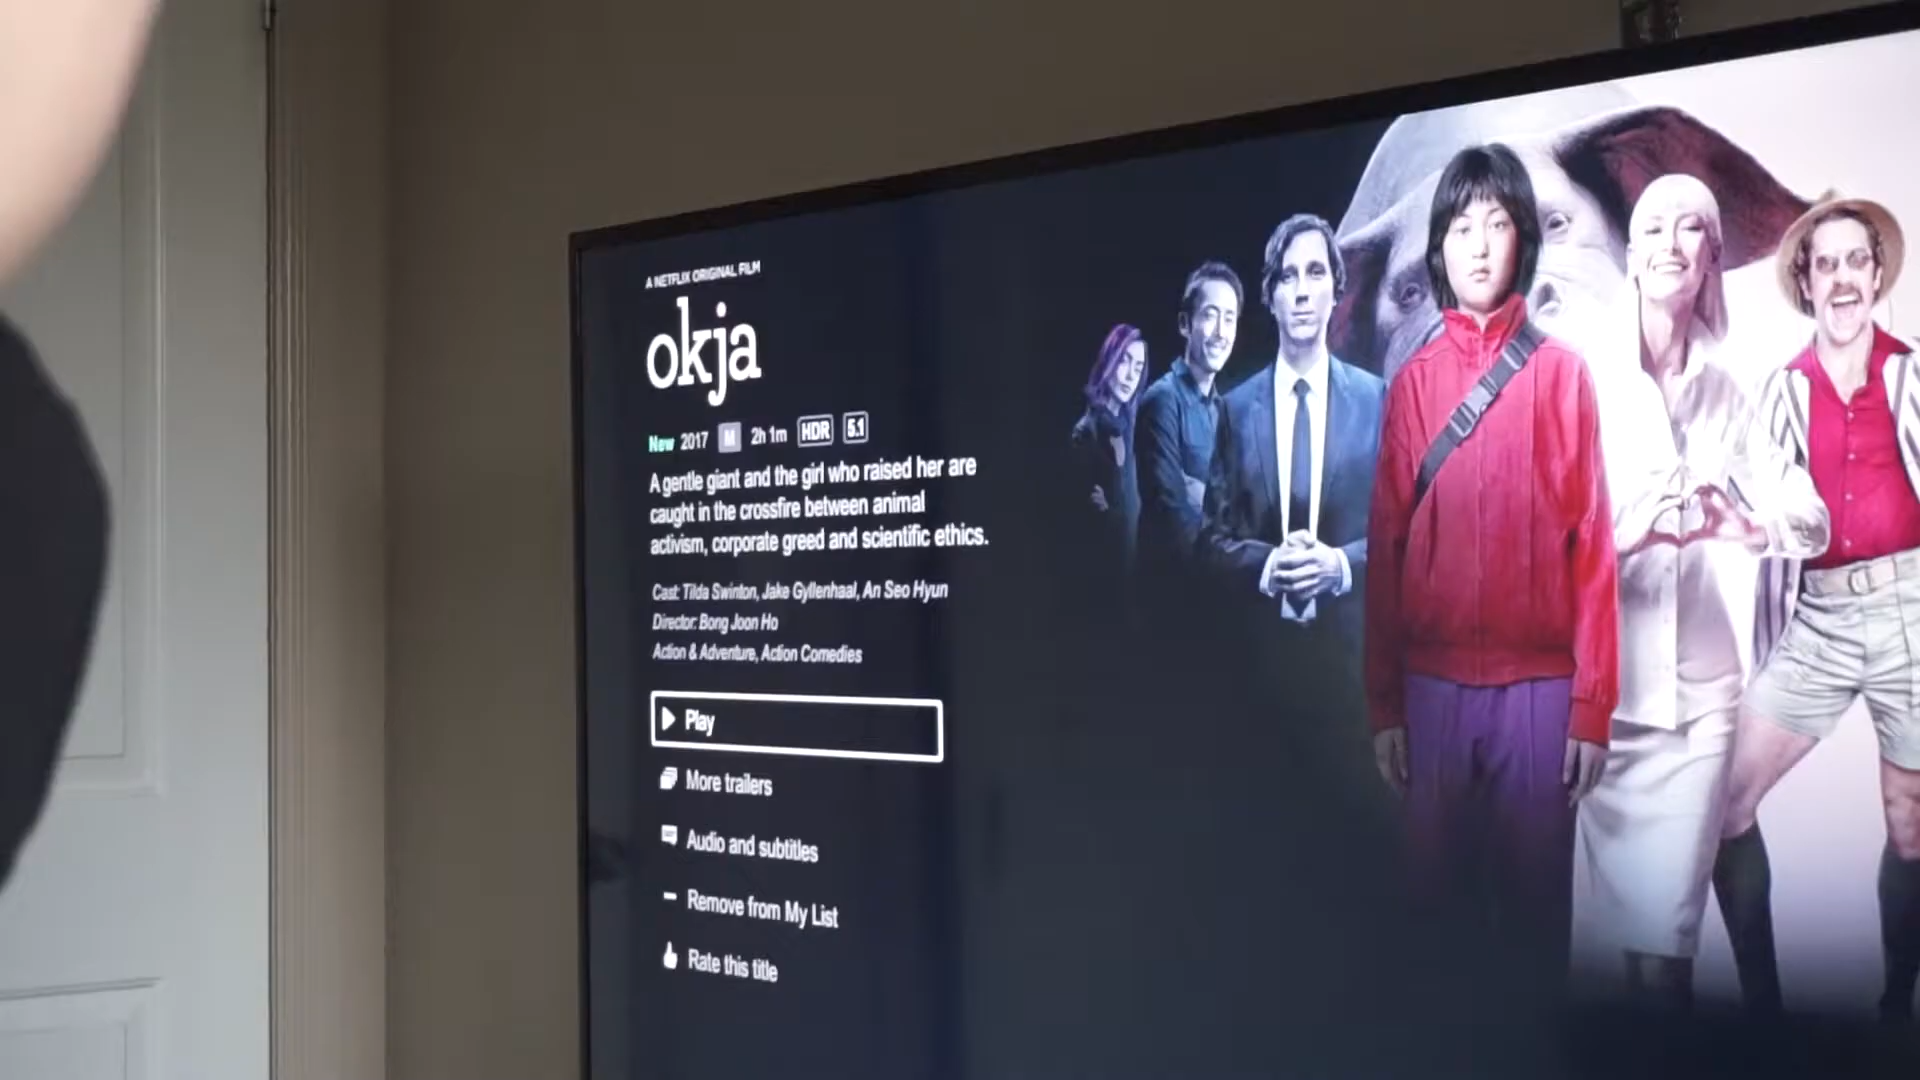 A NETFLIX ORIGINAL FILM
okja
New 2017 M 2h 1m HDR 5.1
A gentle giant and the girl who raised her are
caught in the crossfire between animal
activism, corporate greed and scientific ethics.
Cast: Tilda Swinton, Jake Gyllenhaal, An Seo Hyun
Director: Bong Joon Ho
Action & Adventure, Action Comedies
Play
More trailers
Audio and subtitles
Remove from My List
Rate this title